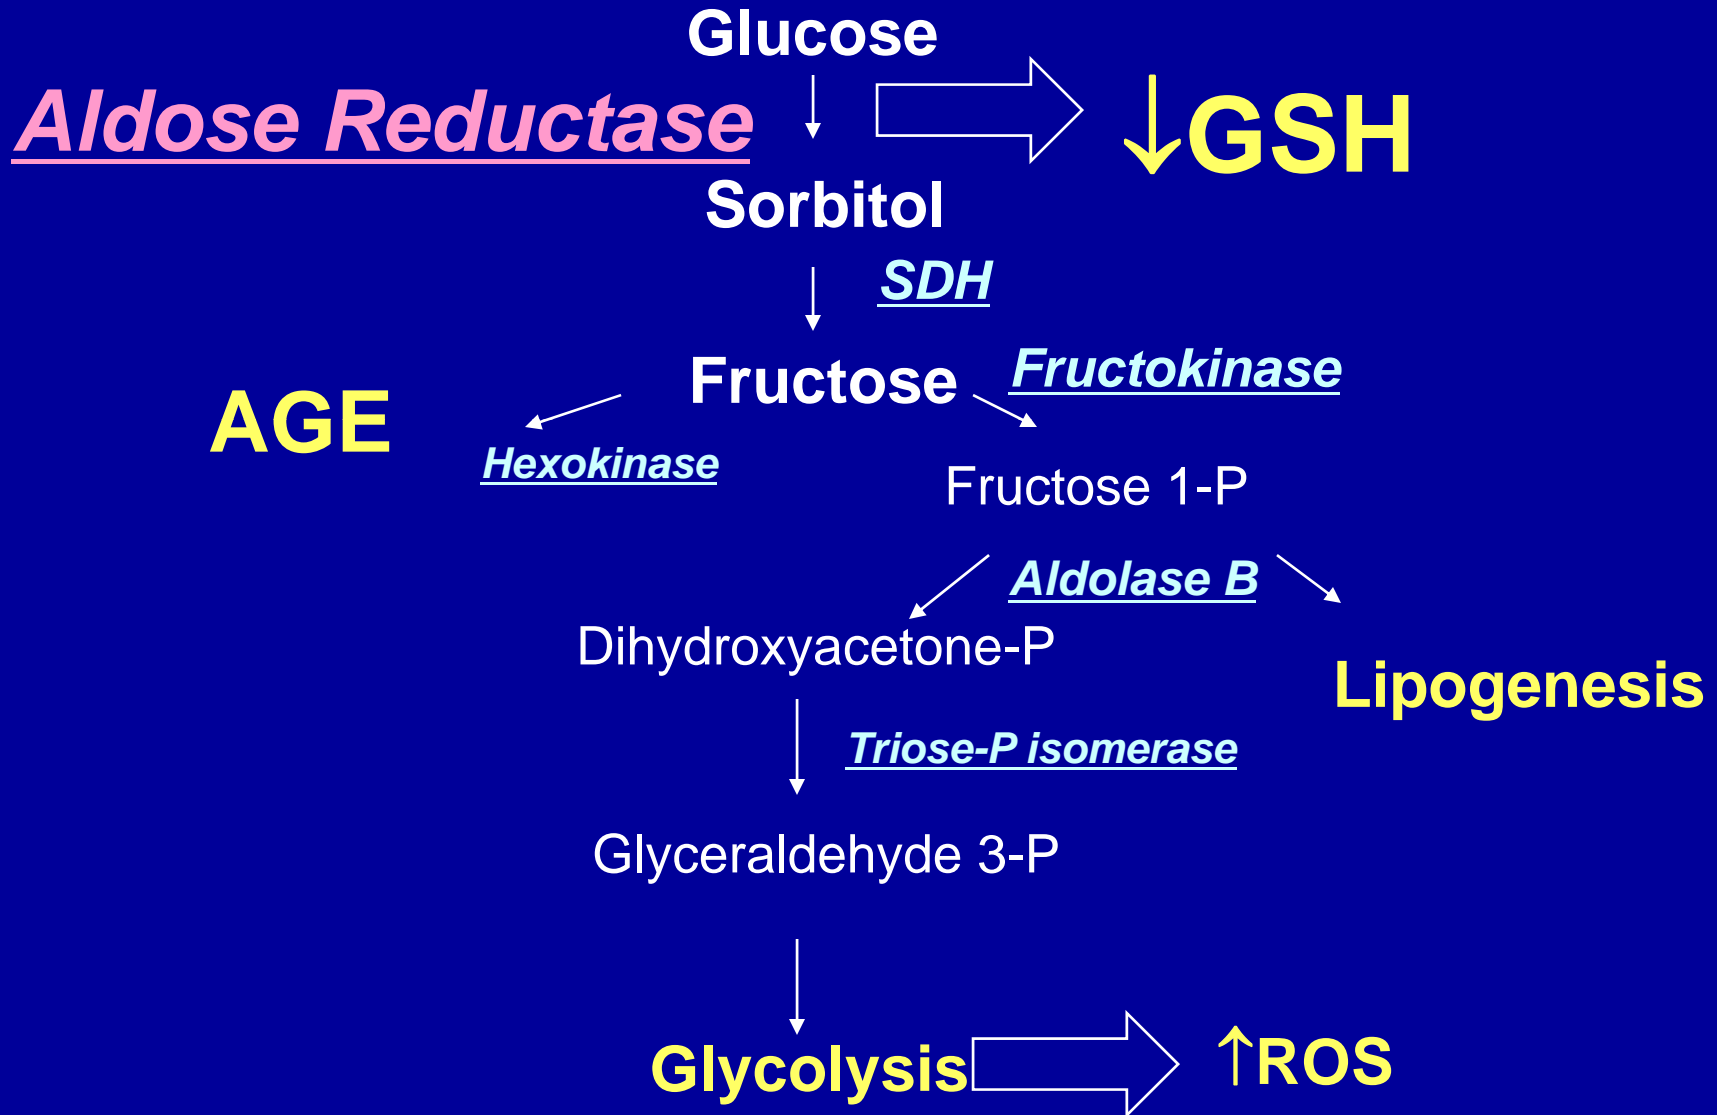 Glucose
Aldose Reductase
↓GSH
Sorbitol
SDH
Fructose
Fructokinase
AGE
Hexokinase
Fructose 1-P
Aldolase B
Dihydroxyacetone-P
Lipogenesis
Triose-P isomerase
Glyceraldehyde 3-P
Glycolysis
↑ROS